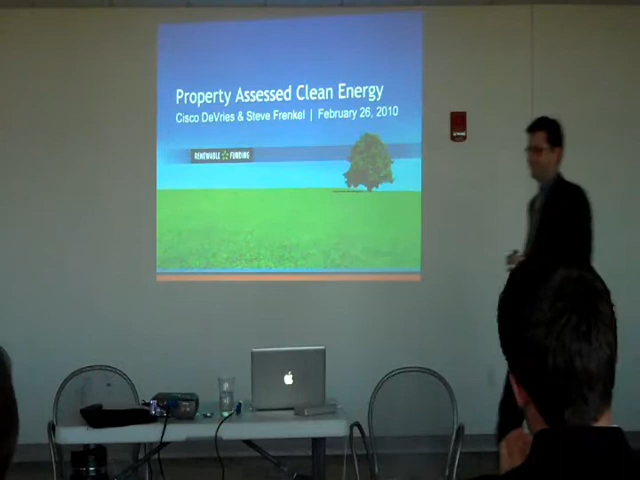 Property Assessed Clean Energy
Cisco DeVries & Steve Frenkel | February 26, 2010
RENEWABLE FUNDING